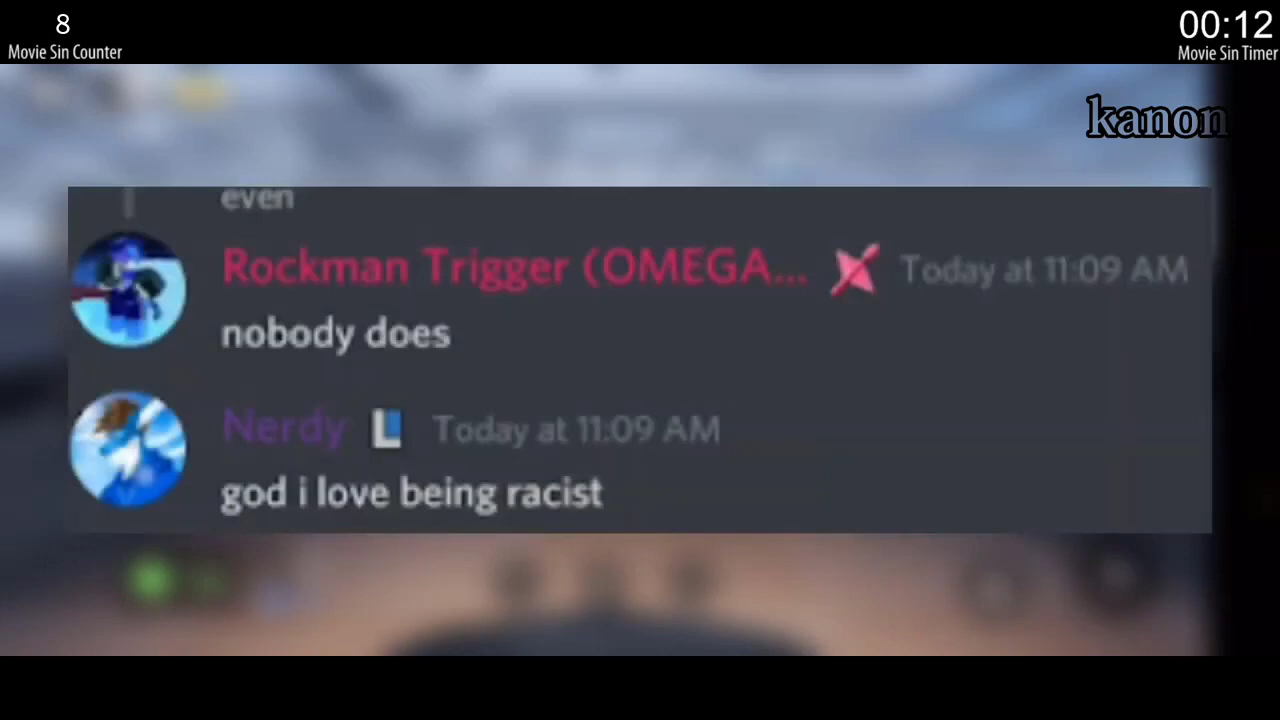 8
Movie Sin Counter
00:12
Movie Sin Timer
kanon
even
Rockman Trigger (OMEGA... Today at 11:09 AM
nobody does
Nerdy L Today at 11:09 AM
god i love being racist